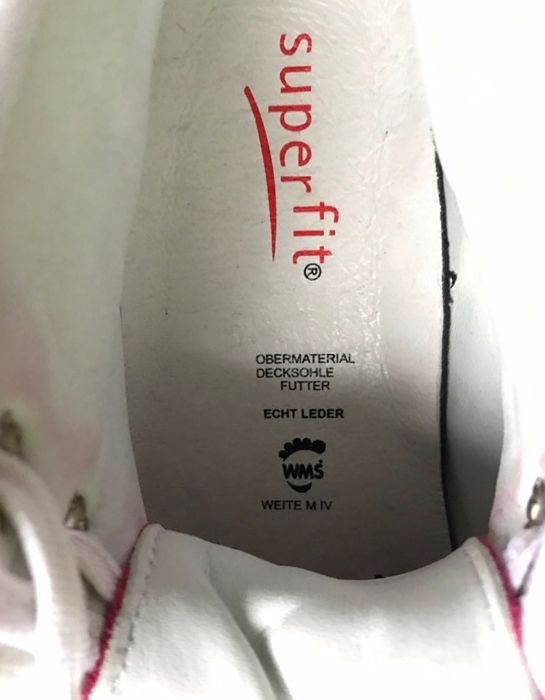 superfit®
OBERMATERIAL
DECKSOHLE
FUTTER
ECHT LEDER
WMS®
WEITE M IV